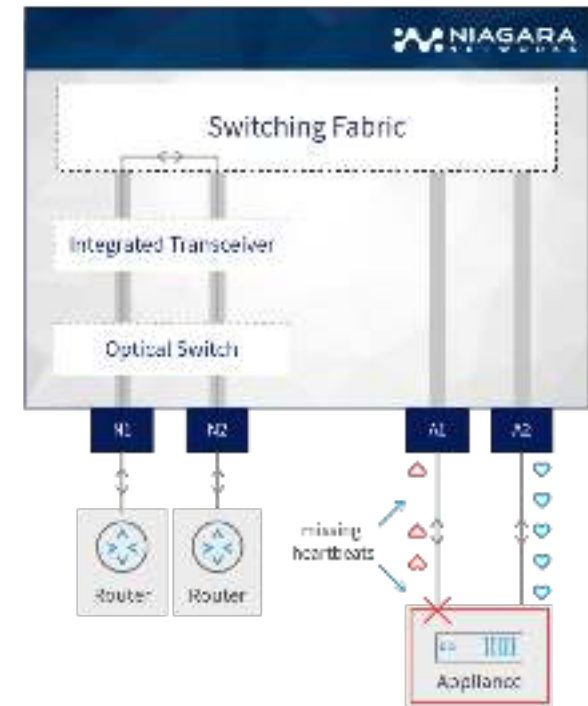 NIAGARA
NETWORKS
Switching Fabric
Integrated Transceiver
Optical Switch
N1
N2
A1
A2
missing
heartbeats
Router
Router
Appliance